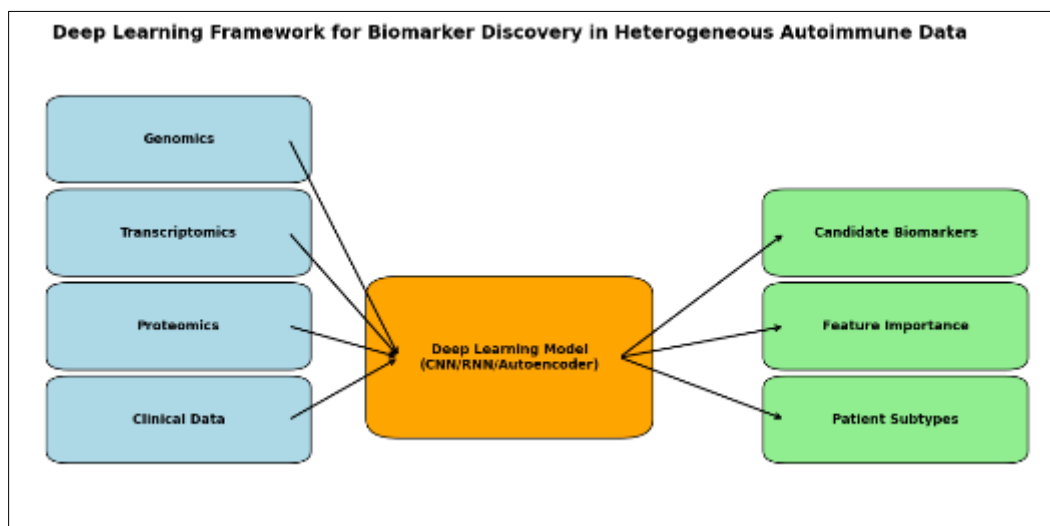 Deep Learning Framework for Biomarker Discovery in Heterogeneous Autoimmune Data
Genomics
Transcriptomics
Proteomics
Clinical Data
Deep Learning Model
(CNN/RNN/Autoencoder)
Candidate Biomarkers
Feature Importance
Patient Subtypes